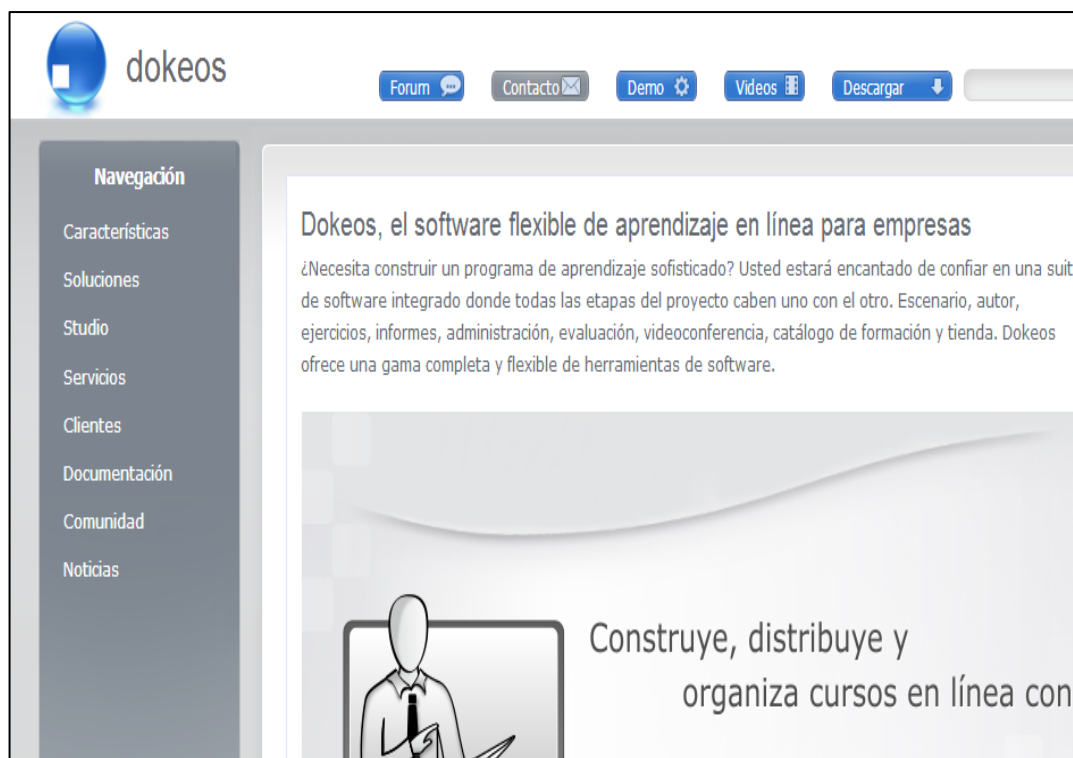 dokeos
Forum
Contacto
Demo
Videos
Descargar
Navegación
Características
Soluciones
Studio
Servicios
Clientes
Documentación
Comunidad
Noticias
Dokeos, el software flexible de aprendizaje en línea para empresas
¿Necesita construir un programa de aprendizaje sofisticado? Usted estará encantado de confiar en una suit
de software integrado donde todas las etapas del proyecto caben uno con el otro. Escenario, autor,
ejercicios, informes, administración, evaluación, videoconferencia, catálogo de formación y tienda. Dokeos
ofrece una gama completa y flexible de herramientas de software.
Construye, distribuye y
organiza cursos en línea con